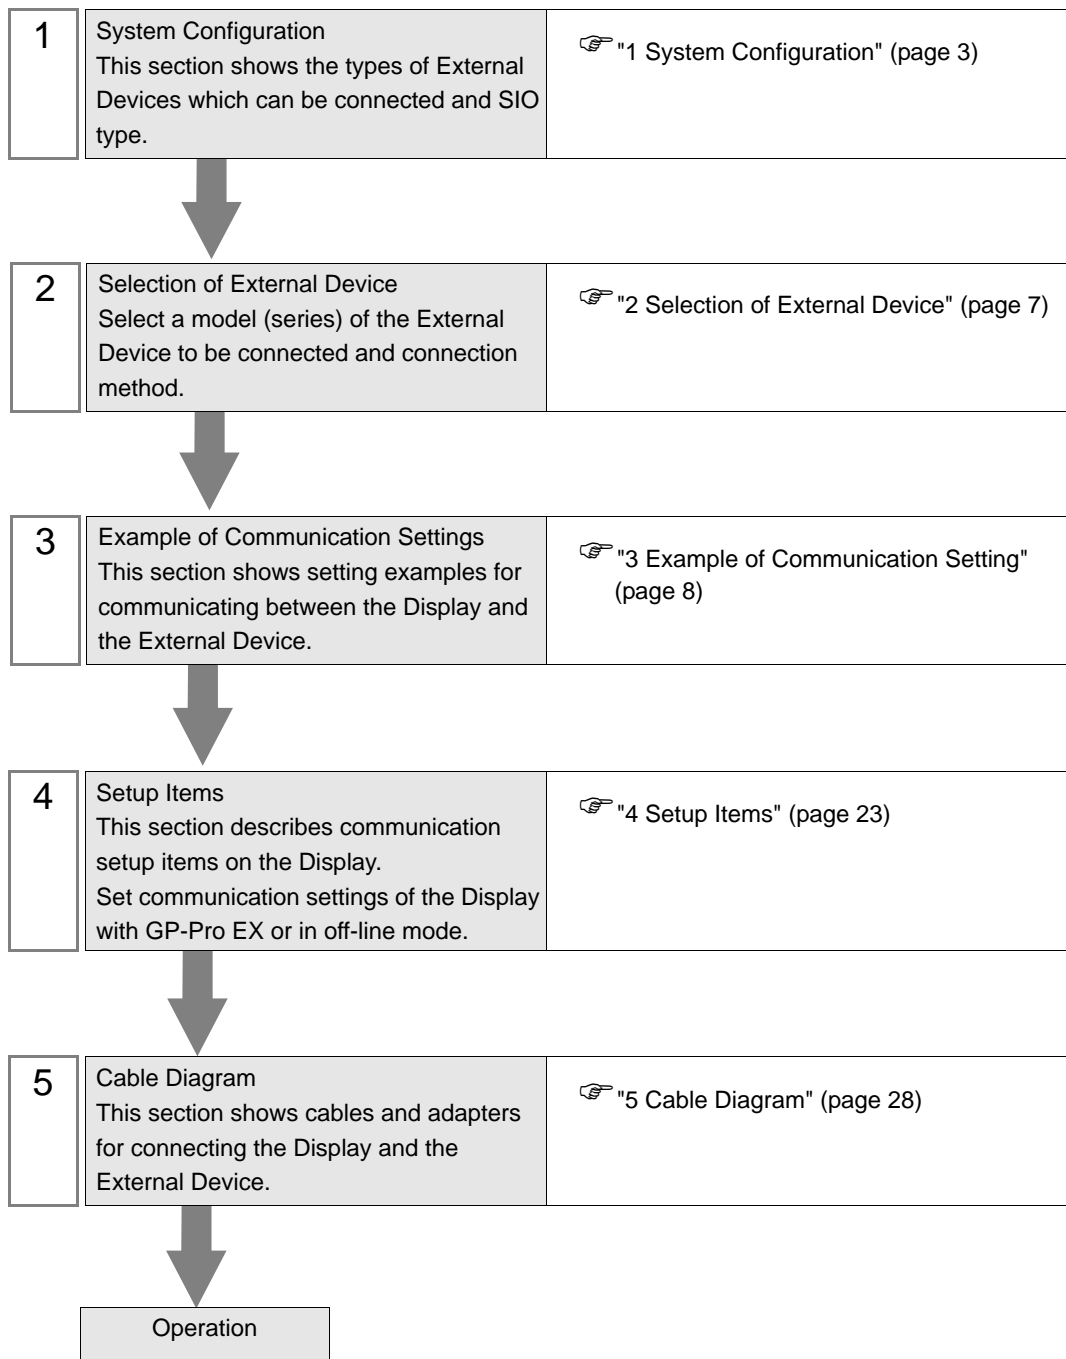 1
System Configuration
This section shows the types of External
Devices which can be connected and SIO
type.
"1 System Configuration" (page 3)
2
Selection of External Device
Select a model (series) of the External
Device to be connected and connection
method.
"2 Selection of External Device" (page 7)
3
Example of Communication Settings
This section shows setting examples for
communicating between the Display and
the External Device.
"3 Example of Communication Setting"
(page 8)
4
Setup Items
This section describes communication
setup items on the Display.
Set communication settings of the Display
with GP-Pro EX or in off-line mode.
"4 Setup Items" (page 23)
5
Cable Diagram
This section shows cables and adapters
for connecting the Display and the
External Device.
"5 Cable Diagram" (page 28)
Operation